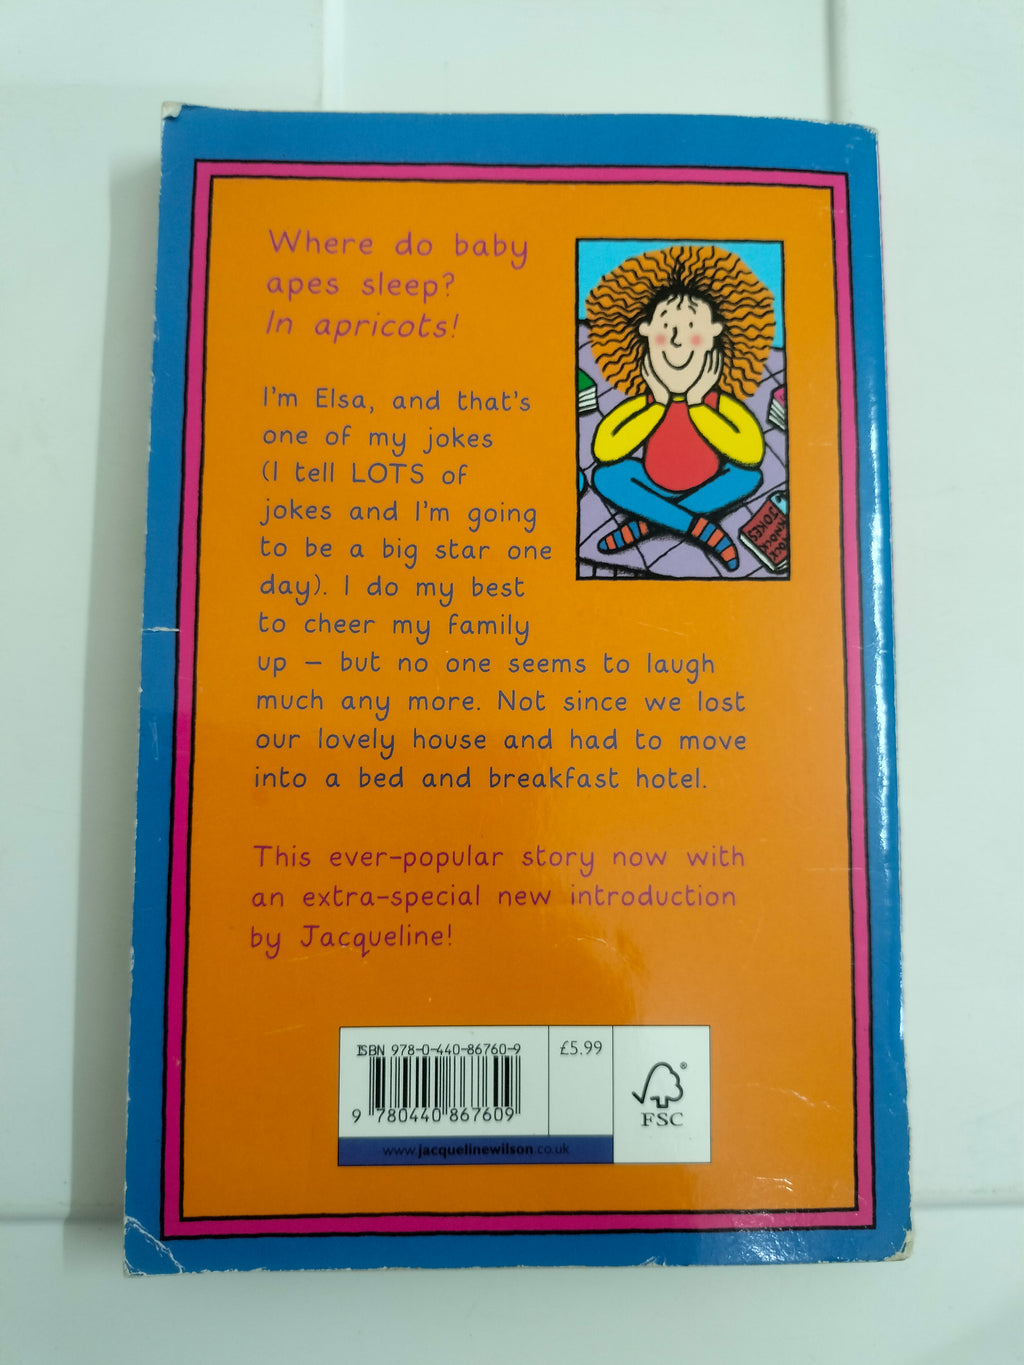 Where do baby
apes sleep?
In apricots!
I'm Elsa, and that's
one of my jokes
(I tell LOTS of
jokes and I'm going
to be a big star one
day). I do my best
to cheer my family
up – but no one seems to laugh
much any more. Not since we lost
our lovely house and had to move
into a bed and breakfast hotel.
This ever-popular story now with
an extra-special new introduction
by Jacqueline!
JOKES
KNOCK
ISBN 978-0-440-86760-9
£5.99
9 780440 867609
FSC
®
www.jacquelinewilson.co.uk